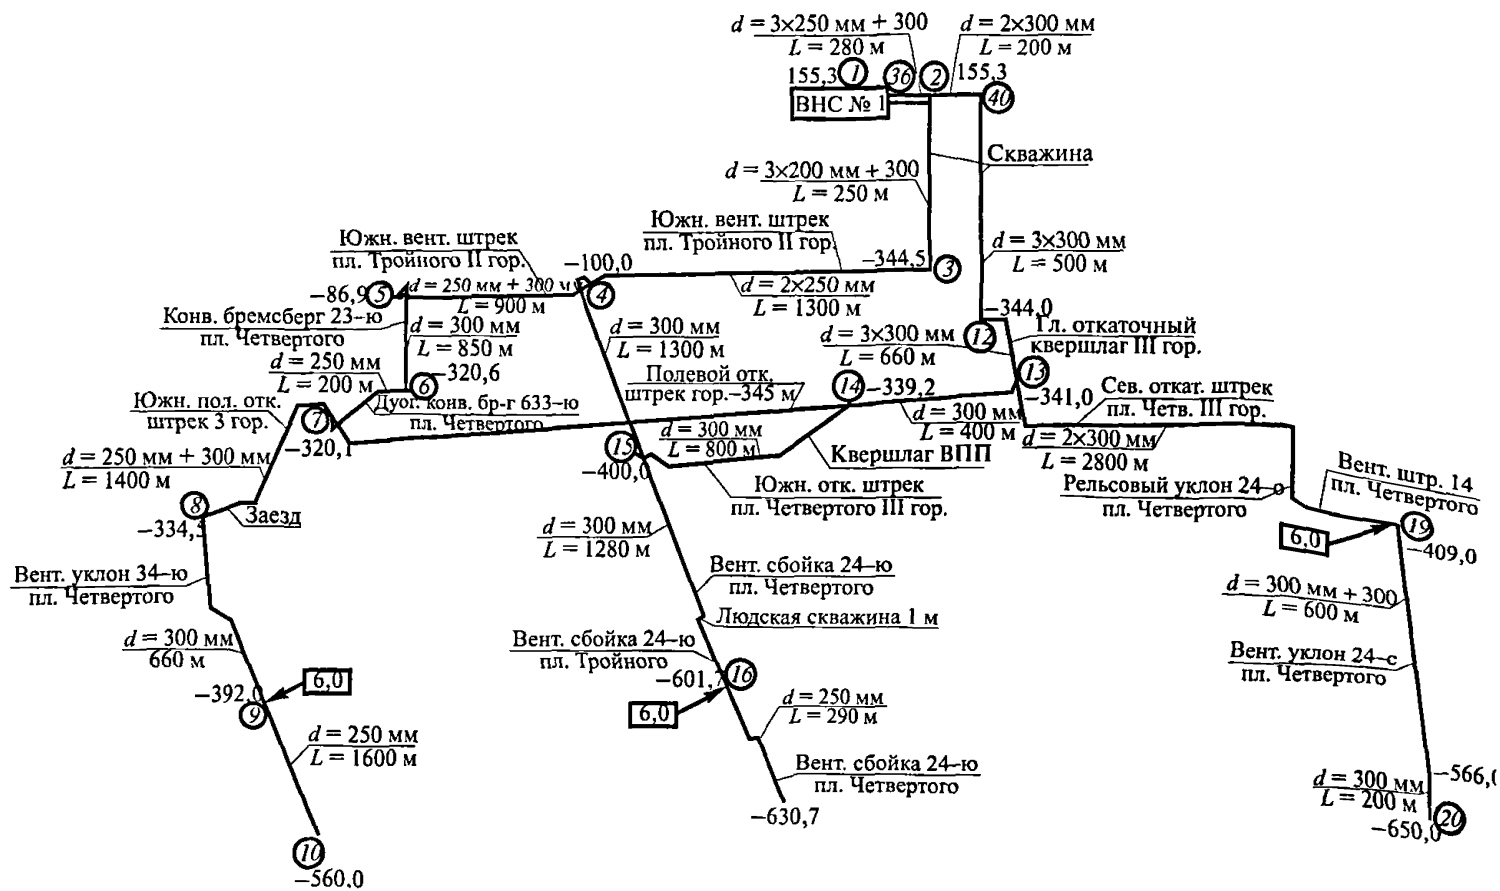 d = 3×250 мм + 300
L = 280 м
d = 2×300 мм
L = 200 м
155,3
1
36
2
155,3
40
ВНС № 1
Скважина
d = 3×200 мм + 300
L = 250 м
Южн. вент. штрек
пл. Тройного II гор.
Южн. вент. штрек
пл. Тройного II гор.
−100,0
−344,5
3
d = 3×300 мм
L = 500 м
−86,9
5
d = 250 мм + 300 м
L = 900 м
4
d = 2×250 мм
L = 1300 м
−344,0
Конв. бремсберг 23–ю
пл. Четвертого
d = 300 мм
L = 850 м
d = 300 мм
L = 1300 м
d = 3×300 мм
L = 660 м
12
Гл. откаточный
квершлаг III гор.
d = 250 мм
L = 200 м
6
−320,6
Полевой отк.
штрек гор.–345 м
14
−339,2
13
−341,0
Сев. откат. штрек
пл. Четв. III гор.
Южн. пол. отк.
штрек 3 гор.
7
−320,1
Дуог. конв. бр-г 633–ю
пл. Четвертого
d = 300 мм
L = 400 м
d = 300 мм
L = 800 м
15
−400,0
Квершлаг ВПП
d = 2×300 мм
L = 2800 м
d = 250 мм + 300 мм
L = 1400 м
Южн. отк. штрек
пл. Четвертого III гор.
Рельсовый уклон 24–о
пл. Четвертого
Вент. штр. 14
пл. Четвертого
8
−334,5
Заезд
d = 300 мм
L = 1280 м
6,0
19
−409,0
Вент. уклон 34–ю
пл. Четвертого
Вент. сбойка 24–ю
пл. Четвертого
d = 300 мм + 300
L = 600 м
Людская скважина 1 м
d = 300 мм
660 м
Вент. сбойка 24–ю
пл. Тройного
−601,7
16
Вент. уклон 24–с
пл. Четвертого
−392,0
6,0
9
6,0
d = 250 мм
L = 290 м
d = 250 мм
L = 1600 м
Вент. сбойка 24–ю
пл. Четвертого
−630,7
−566,0
d = 300 мм
L = 200 м
−650,0
20
10
−560,0